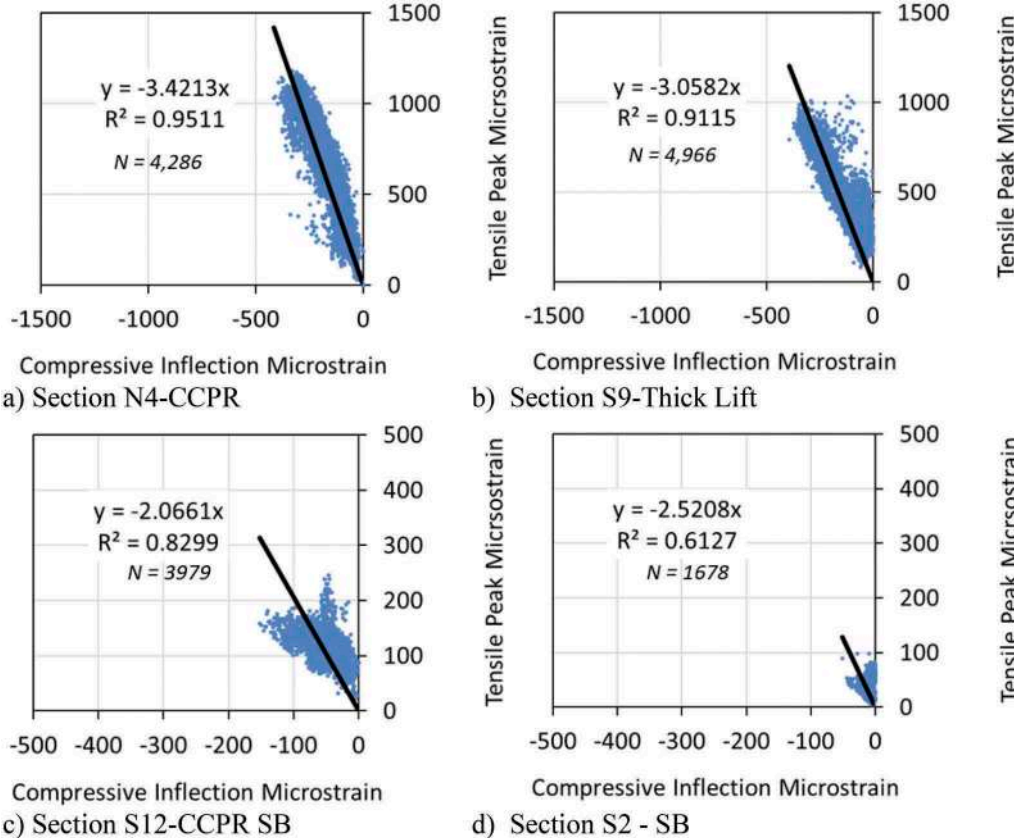 1500
1000
500
0
y = -3.4213x
R² = 0.9511
N = 4,286
Tensile Peak Micrsostrain
-1500 -1000 -500 0
Compressive Inflection Microstrain
a) Section N4-CCPR
1500
1000
500
0
y = -3.0582x
R² = 0.9115
N = 4,966
Tensile Peak Micrsostrain
-1500 -1000 -500 0
Compressive Inflection Microstrain
b) Section S9-Thick Lift
500
400
300
200
100
0
y = -2.0661x
R² = 0.8299
N = 3979
Tensile Peak Micrsostrain
-500 -400 -300 -200 -100 0
Compressive Inflection Microstrain
c) Section S12-CCPR SB
500
400
300
200
100
0
y = -2.5208x
R² = 0.6127
N = 1678
Tensile Peak Micrsostrain
-500 -400 -300 -200 -100 0
Compressive Inflection Microstrain
d) Section S2 - SB